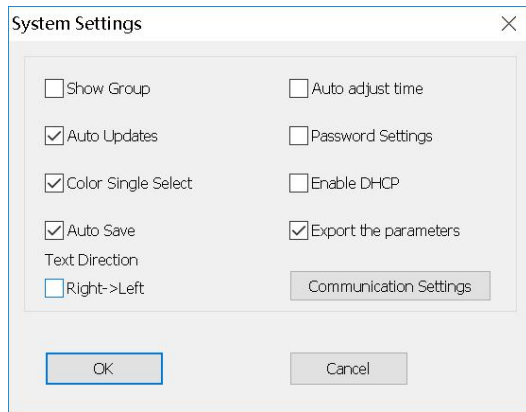 System Settings
Show Group
Auto adjust time
Auto Updates
Password Settings
Color Single Select
Enable DHCP
Auto Save
Export the parameters
Text Direction
Right->Left
Communication Settings
OK
Cancel